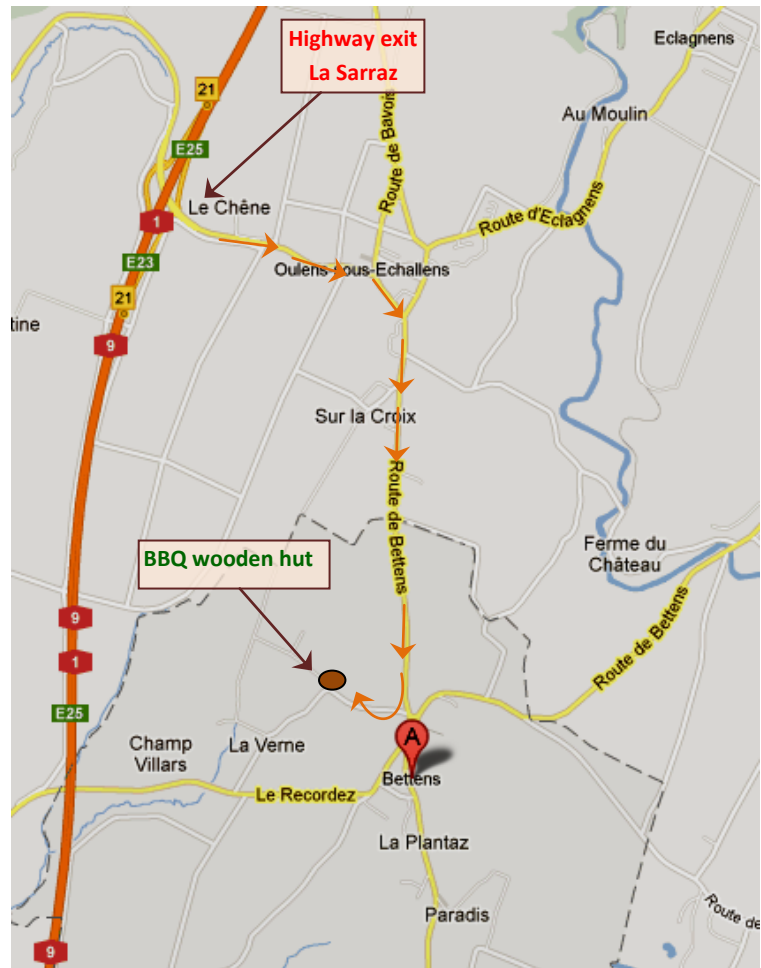 Highway exit
La Sarraz
Eclagnens
21
Au Moulin
Route de Bavois
E25
Le Chêne
1
Route d'Eclagnens
E23
Oulens-sous-Echallens
21
tine
9
Sur la Croix
Route de Bettens
BBQ wooden hut
Ferme du
Château
9
1
Route de Bettens
E25
A
Champ
Villars
La Verne
Bettens
Le Recordez
La Plantaz
Paradis
Route de
9